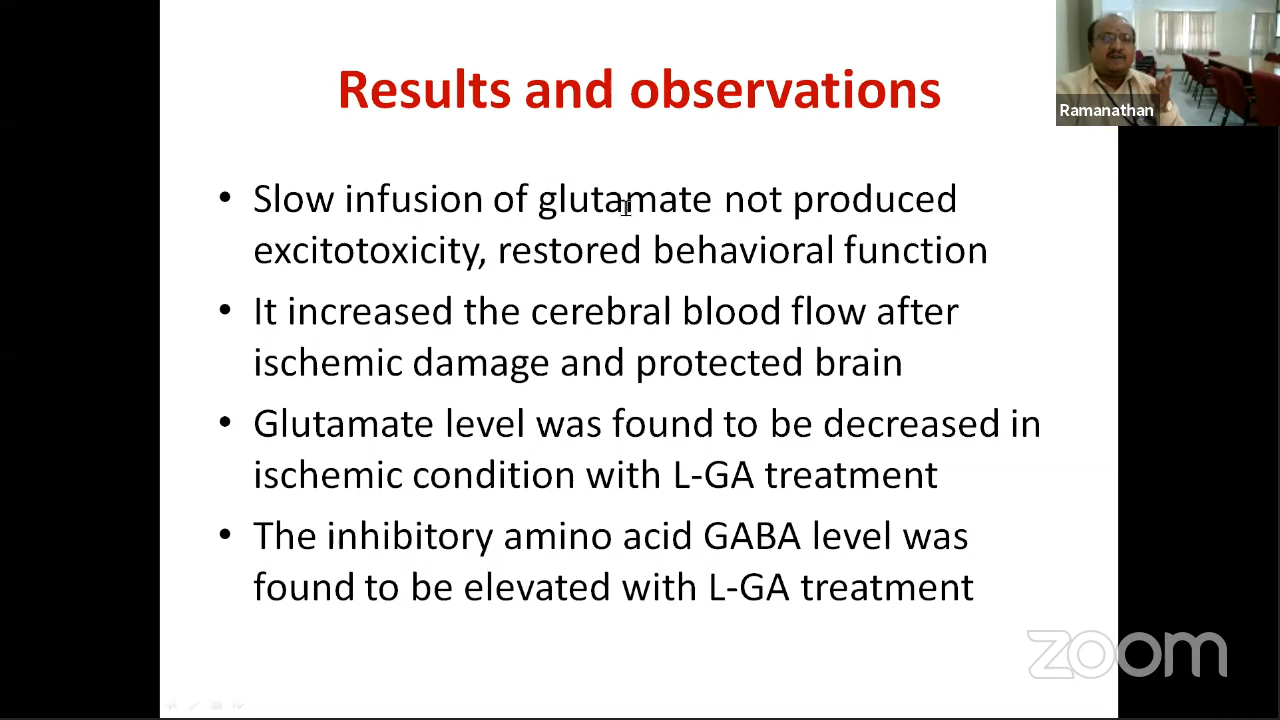 Results and observations
Ramanathan
• Slow infusion of glutamate not produced
excitotoxicity, restored behavioral function
• It increased the cerebral blood flow after
ischemic damage and protected brain
• Glutamate level was found to be decreased in
ischemic condition with L-GA treatment
• The inhibitory amino acid GABA level was
found to be elevated with L-GA treatment
zoom